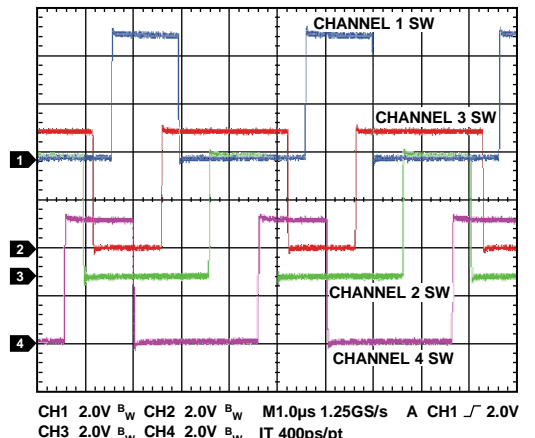 CHANNEL 1 SW
CHANNEL 3 SW
1
2
3
CHANNEL 2 SW
4
CHANNEL 4 SW
CH1 2.0V BW CH2 2.0V BW M1.0µs 1.25GS/s A CH1 2.0V
CH3 2.0V BW CH4 2.0V BW IT 400ps/pt